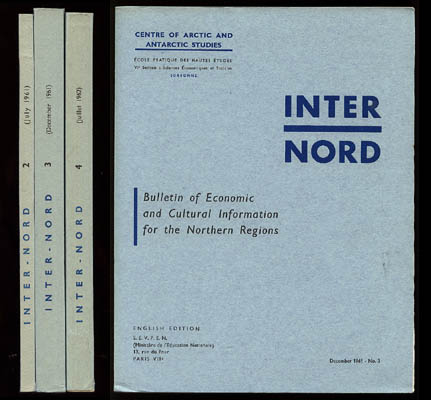 INTER - NORD 2 (July 1961)
INTER - NORD 3 (December 1961)
INTER - NORD 4 (Juillet 1962)
CENTRE OF ARCTIC AND
ANTARCTIC STUDIES
ÉCOLE PRATIQUE DES HAUTES ÉTUDES
VIe Section : Sciences Économiques et Sociales
SORBONNE
INTER
NORD
Bulletin of Economic
and Cultural Information
for the Northern Regions
ENGLISH EDITION
S. E. V. P. E. N.
(Ministère de l'Education Nationale)
13, rue du Four
PARIS VIe
December 1961 - No. 3